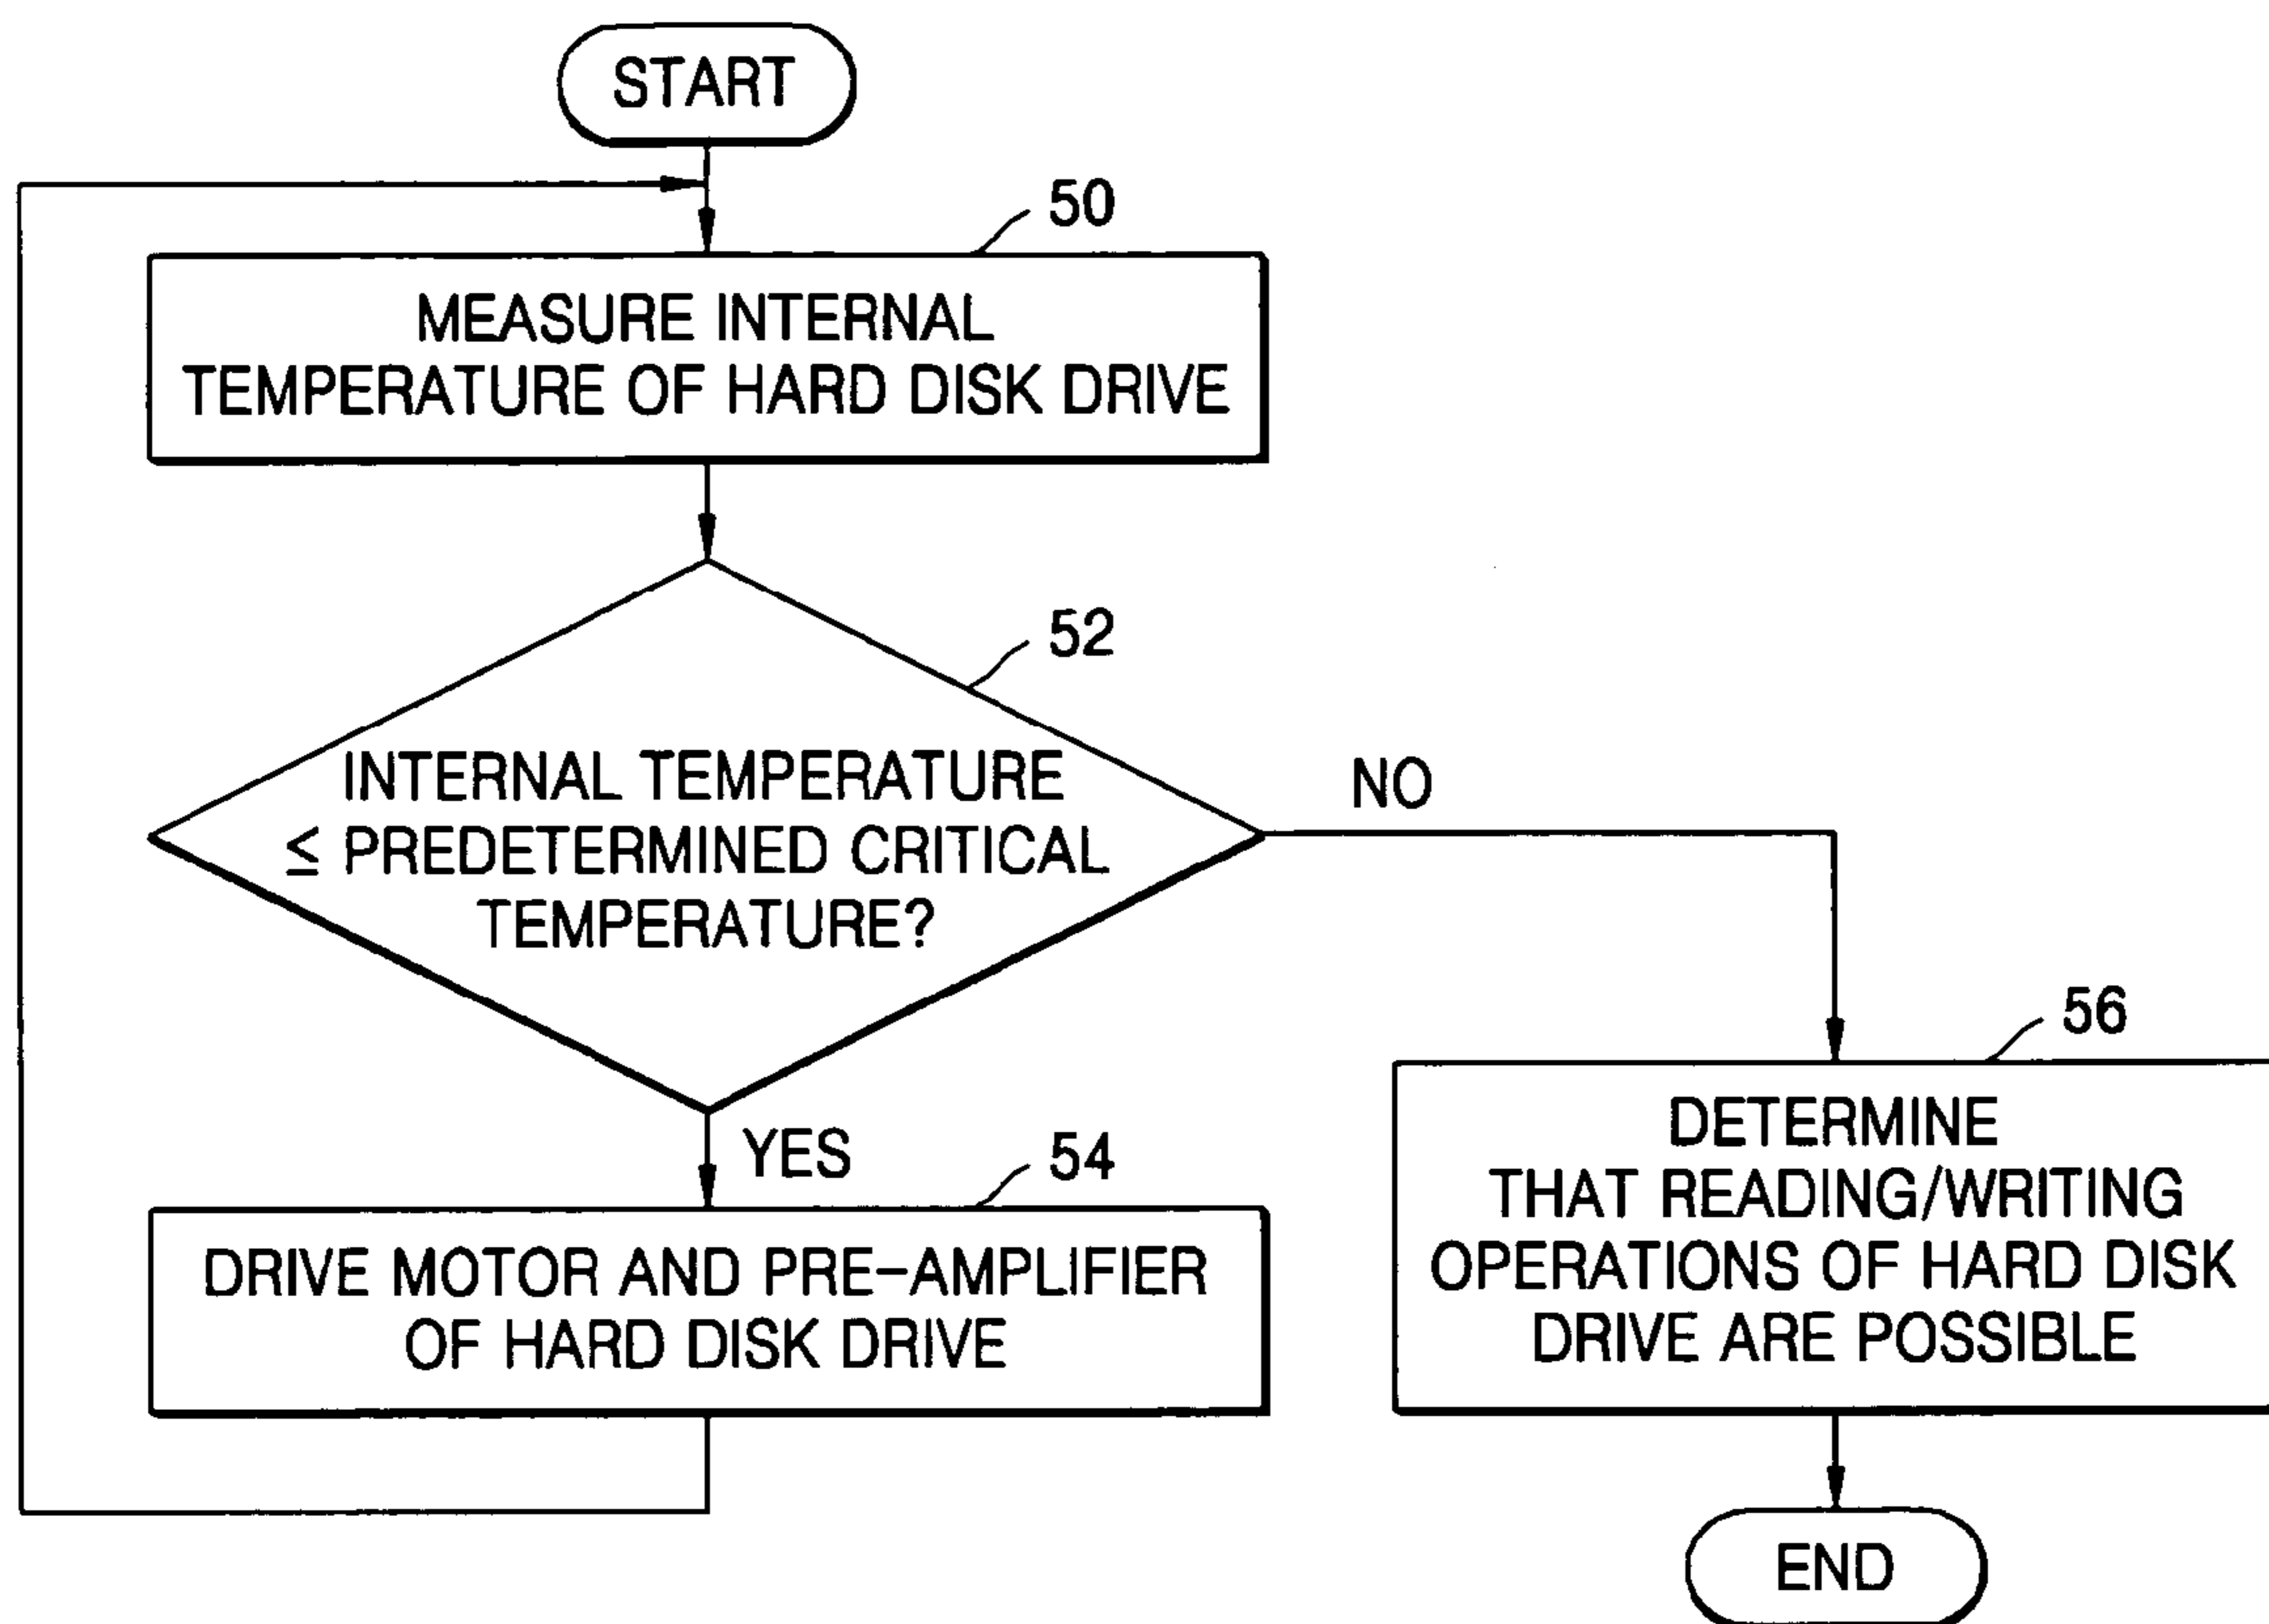 START
50
MEASURE INTERNAL
TEMPERATURE OF HARD DISK DRIVE
52
INTERNAL TEMPERATURE
≤ PREDETERMINED CRITICAL
TEMPERATURE?
NO
YES
54
DRIVE MOTOR AND PRE-AMPLIFIER
OF HARD DISK DRIVE
56
DETERMINE
THAT READING/WRITING
OPERATIONS OF HARD DISK
DRIVE ARE POSSIBLE
END